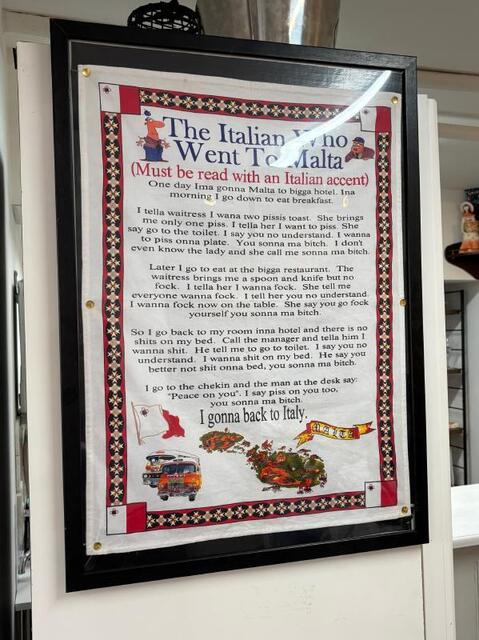 The Italian Who
Went To Malta
(Must be read with an Italian accent)
One day Ima gonna Malta to bigga hotel. Ina
morning I go down to eat breakfast.
I tella waitress I wana two pissis toast. She brings
me only one piss. I tella her I want to piss. She
say go to the toilet. I say you no understand. I wanna
to piss onna plate. You sonna ma bitch. I don't
even know the lady and she call me sonna ma bitch.
Later I go to eat at the bigga restaurant. The
waitress brings me a spoon and knife but no
fock. I tella her I wanna fock. She tell me
everyone wanna fock. I tell her you no understand.
I wanna fock now on the table. She say you go fock
yourself you sonna ma bitch.
So I go back to my room inna hotel and there is no
shits on my bed. Call the manager and tella him I
wanna shit. He tell me to go to toilet. I say you no
understand. I wanna shit on my bed. He say you
better not shit onna bed, you sonna ma bitch.
I go to the chekin and the man at the desk say:
"Peace on you". I say piss on you too,
you sonna ma bitch.
I gonna back to Italy.
MALTA